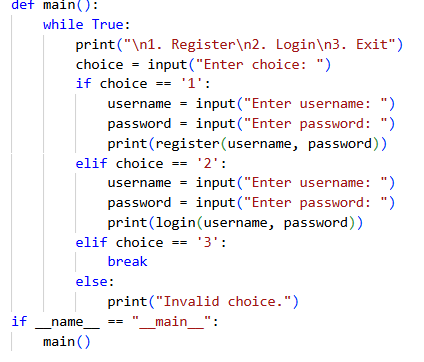 def main():
    while True:
        print("\n1. Register\n2. Login\n3. Exit")
        choice = input("Enter choice: ")
        if choice == '1':
            username = input("Enter username: ")
            password = input("Enter password: ")
            print(register(username, password))
        elif choice == '2':
            username = input("Enter username: ")
            password = input("Enter password: ")
            print(login(username, password))
        elif choice == '3':
            break
        else:
            print("Invalid choice.")
if __name__ == "__main__":
    main()